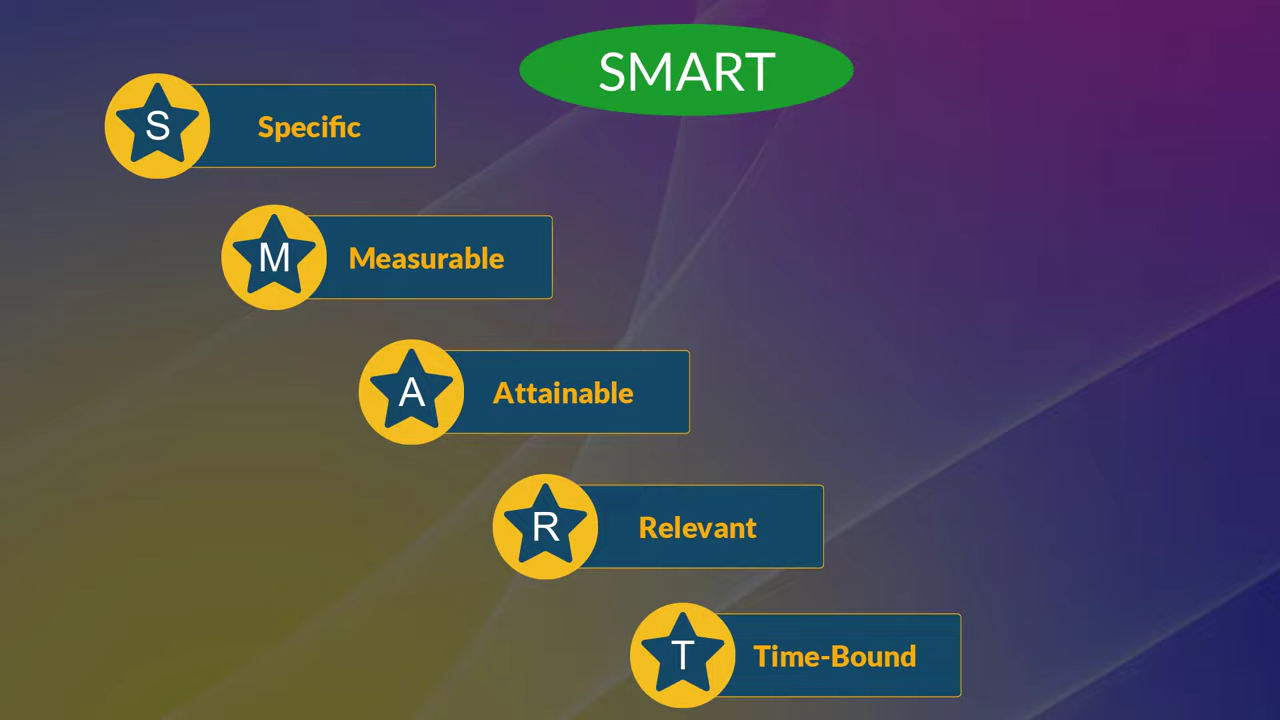 SMART
S Specific
M Measurable
A Attainable
R Relevant
T Time-Bound